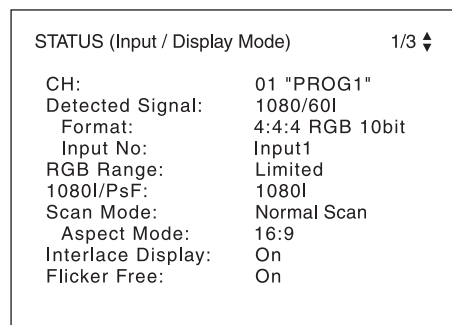 STATUS (Input / Display Mode) 1/3
CH: 01 "PROG1"
Detected Signal: 1080/60I
Format: 4:4:4 RGB 10bit
Input No: Input1
RGB Range: Limited
1080I/PsF: 1080I
Scan Mode: Normal Scan
Aspect Mode: 16:9
Interlace Display: On
Flicker Free: On